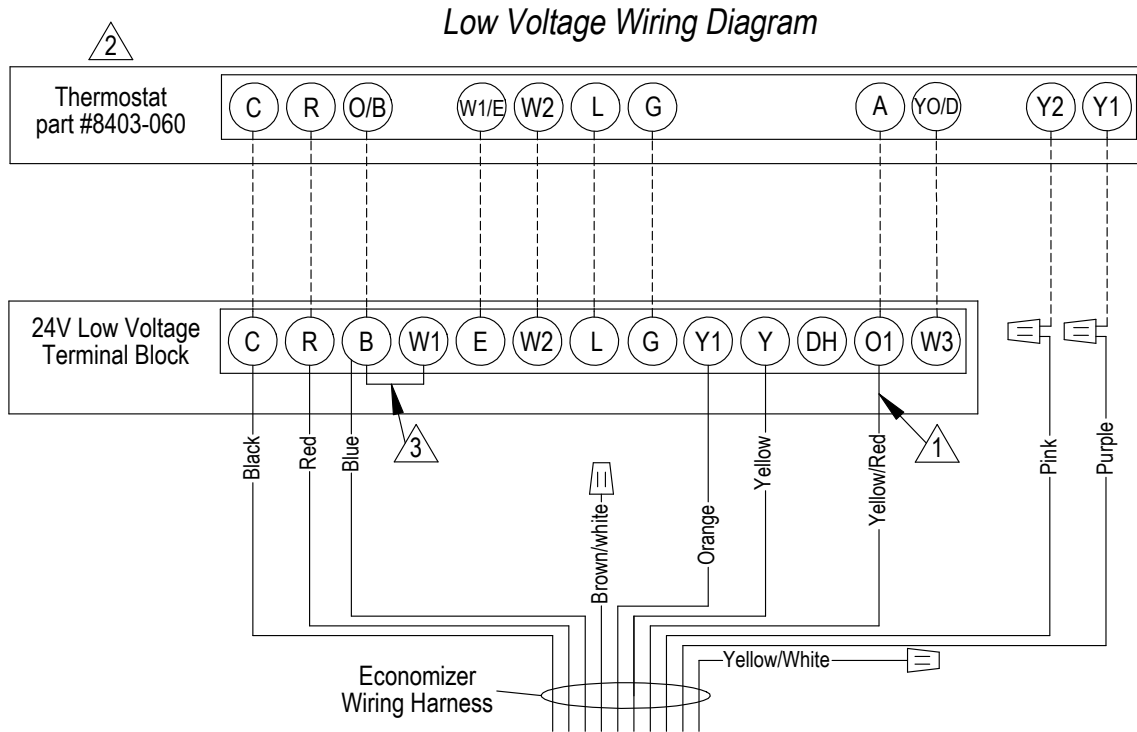 Low Voltage Wiring Diagram
2
Thermostat
part #8403-060
C R O/B W1/E W2 L G A YO/D Y2 Y1
24V Low Voltage
Terminal Block
C R B W1 E W2 L G Y1 Y DH O1 W3
3
1
Black
Red
Blue
Brown/white
Orange
Yellow
Yellow/Red
Pink
Purple
Yellow/White
Economizer
Wiring Harness